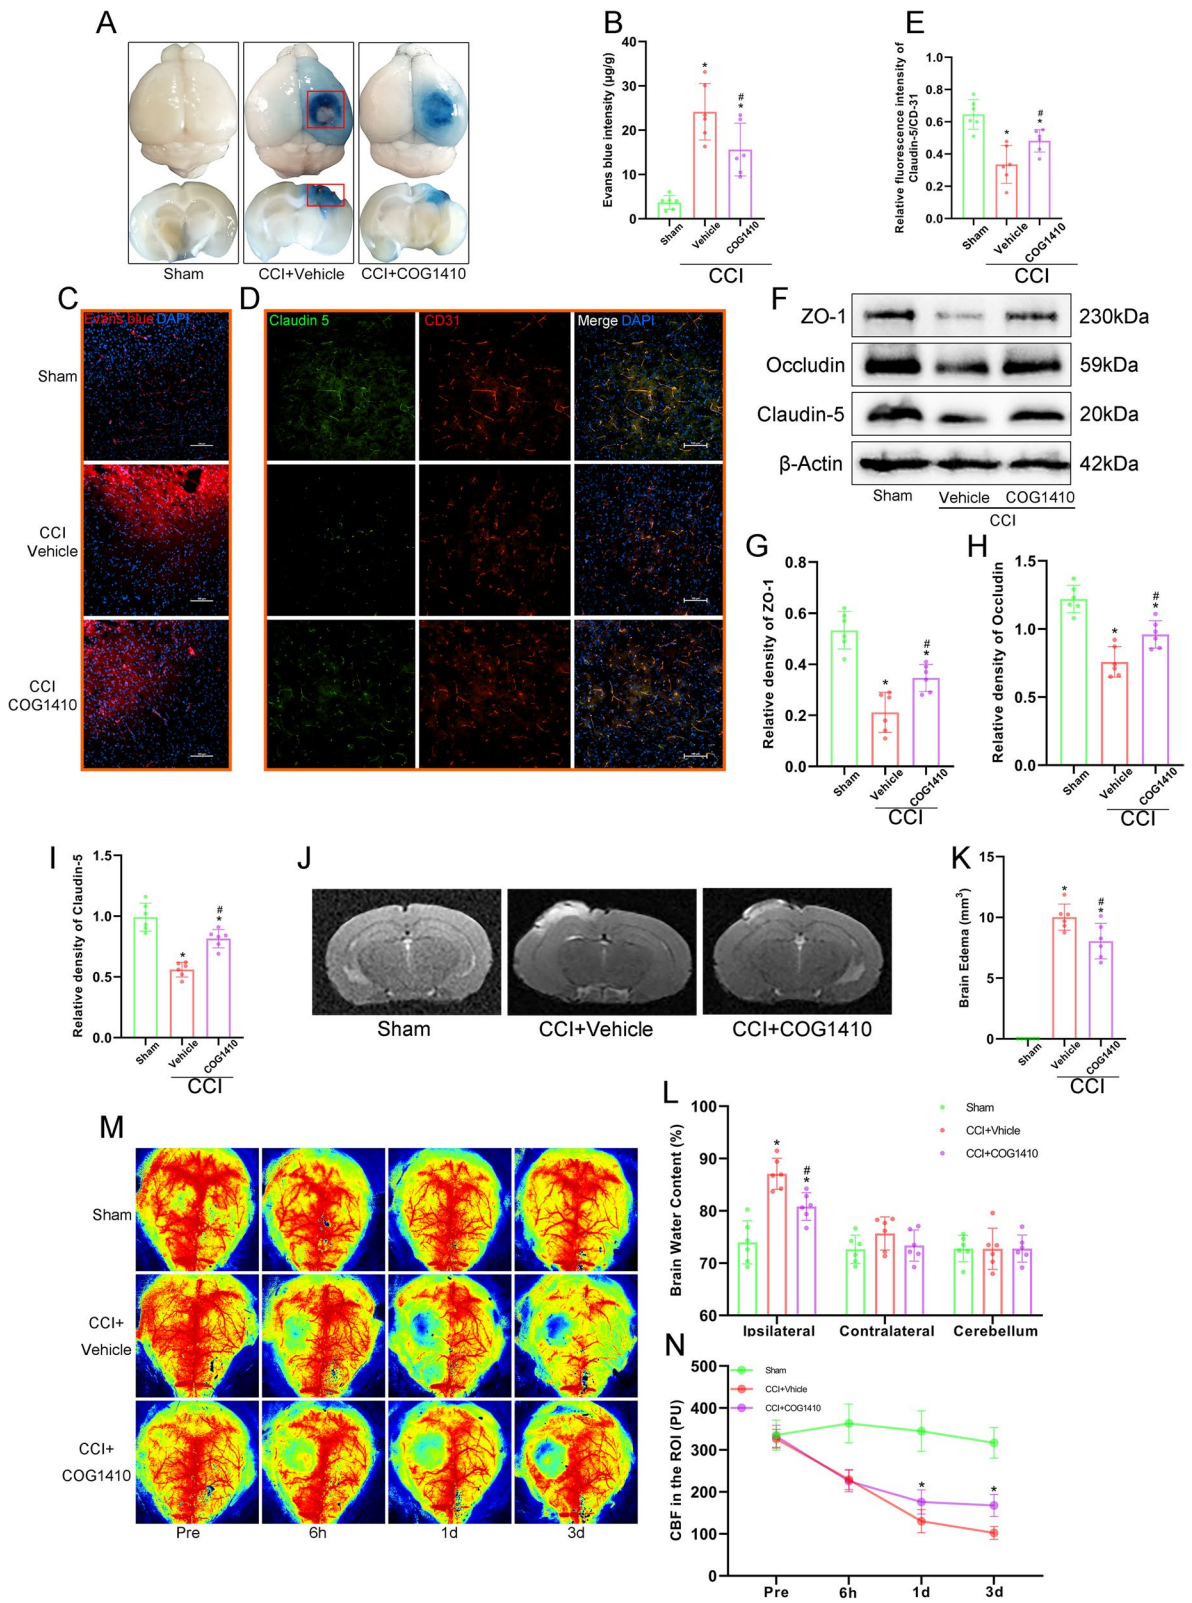 A
Sham
CCI+Vehicle
CCI+COG1410
B
Evans blue intensity (μg/g)
40
30
20
10
0
*
#
*
Sham
Vehicle
COG1410
CCI
E
Relative fluorescence intensity of
Claudin-5/CD-31
1.0
0.8
0.6
0.4
0.2
0.0
*
#
*
Sham
Vehicle
COG1410
CCI
C
Evans blue DAPI
Sham
CCI
Vehicle
CCI
COG1410
D
Claudin 5
CD31
Merge DAPI
F
ZO-1
230kDa
Occludin
59kDa
Claudin-5
20kDa
β-Actin
42kDa
Sham
Vehicle
COG1410
CCI
G
Relative density of ZO-1
0.8
0.6
0.4
0.2
0.0
*
#
*
Sham
Vehicle
COG1410
CCI
H
Relative density of Occludin
1.5
1.0
0.5
0.0
*
#
*
Sham
Vehicle
COG1410
CCI
I
Relative density of Claudin-5
1.5
1.0
0.5
0.0
*
#
*
Sham
Vehicle
COG1410
CCI
J
Sham
CCI+Vehicle
CCI+COG1410
K
Brain Edema (mm³)
15
10
5
0
*
#
*
Sham
Vehicle
COG1410
CCI
L
Brain Water Content (%)
100
90
80
70
60
*
#
*
Sham
CCI+Vhicle
CCI+COG1410
Ipsilateral
Contralateral
Cerebellum
M
Sham
CCI+
Vehicle
CCI+
COG1410
Pre
6h
1d
3d
N
CBF in the ROI (PU)
500
400
300
200
100
0
Sham
CCI+Vhicle
CCI+COG1410
*
*
Pre
6h
1d
3d